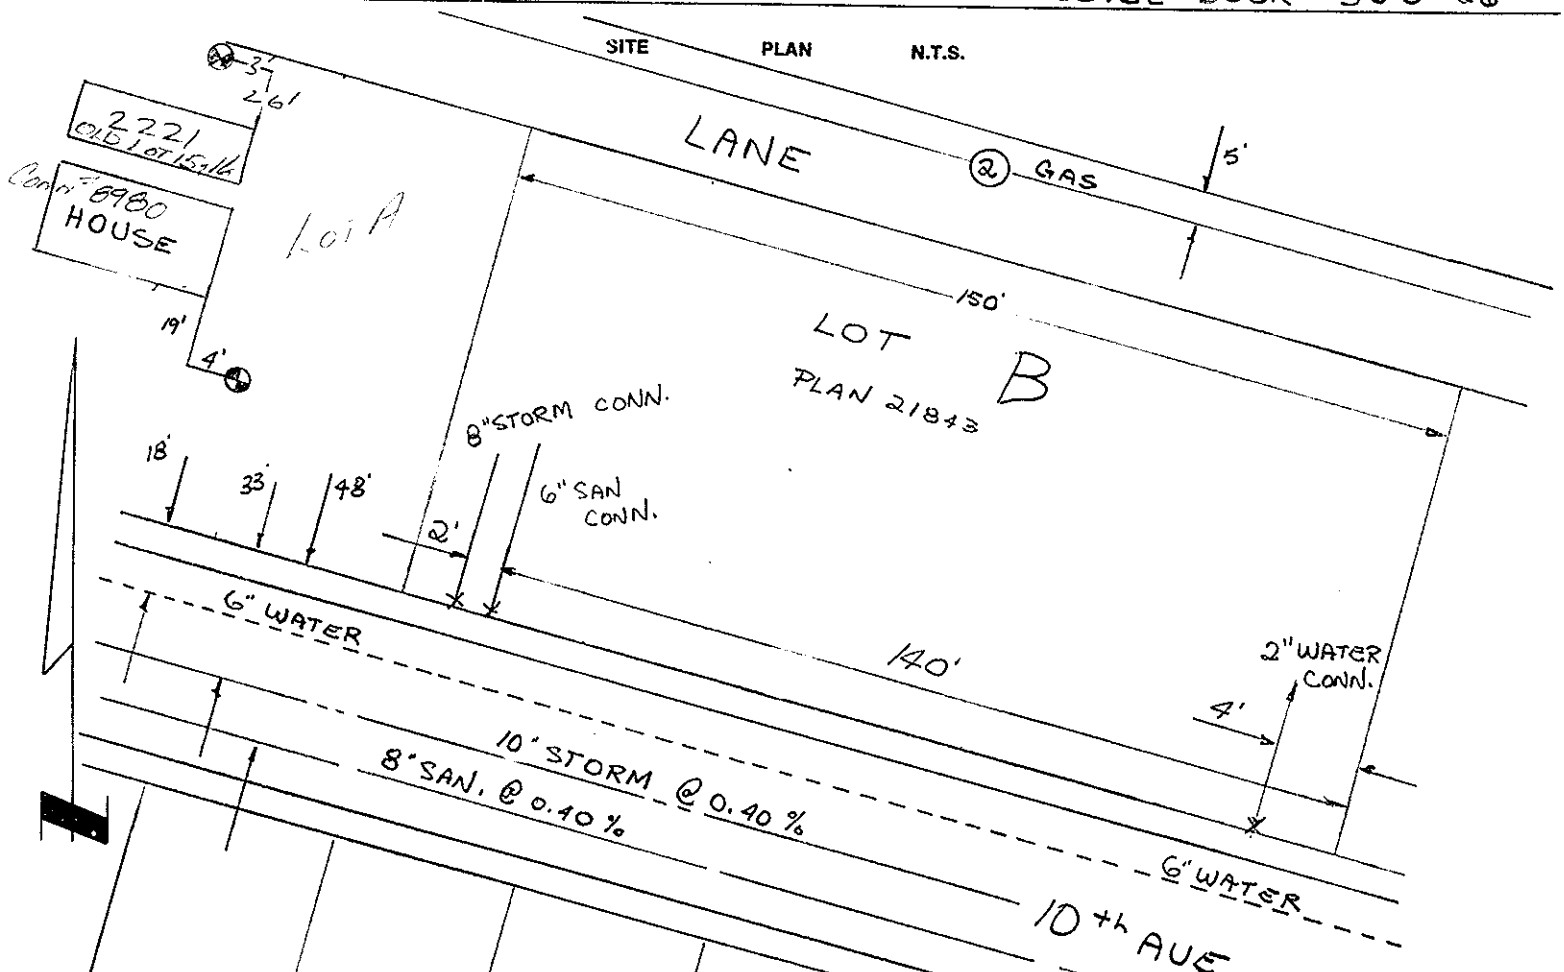 SITE PLAN N.T.S.
3'
26'
2221
OLD LOT 15 & 16
Conn # 8980
HOUSE
LOT A
LANE
2 GAS
5'
150'
LOT B
PLAN 21843
19'
4'
8" STORM CONN.
6" SAN
CONN.
18'
33'
48'
2'
6" WATER
140'
2" WATER
CONN.
4'
10" STORM @ 0.40 %
8" SAN. @ 0.40 %
6" WATER
10th AVE